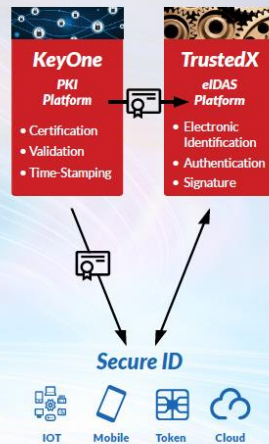 KeyOne
PKI
Platform
• Certification
• Validation
• Time-Stamping
TrustedX
eIDAS
Platform
• Electronic
Identification
• Authentication
• Signature
Secure ID
IOT
Mobile
Token
Cloud